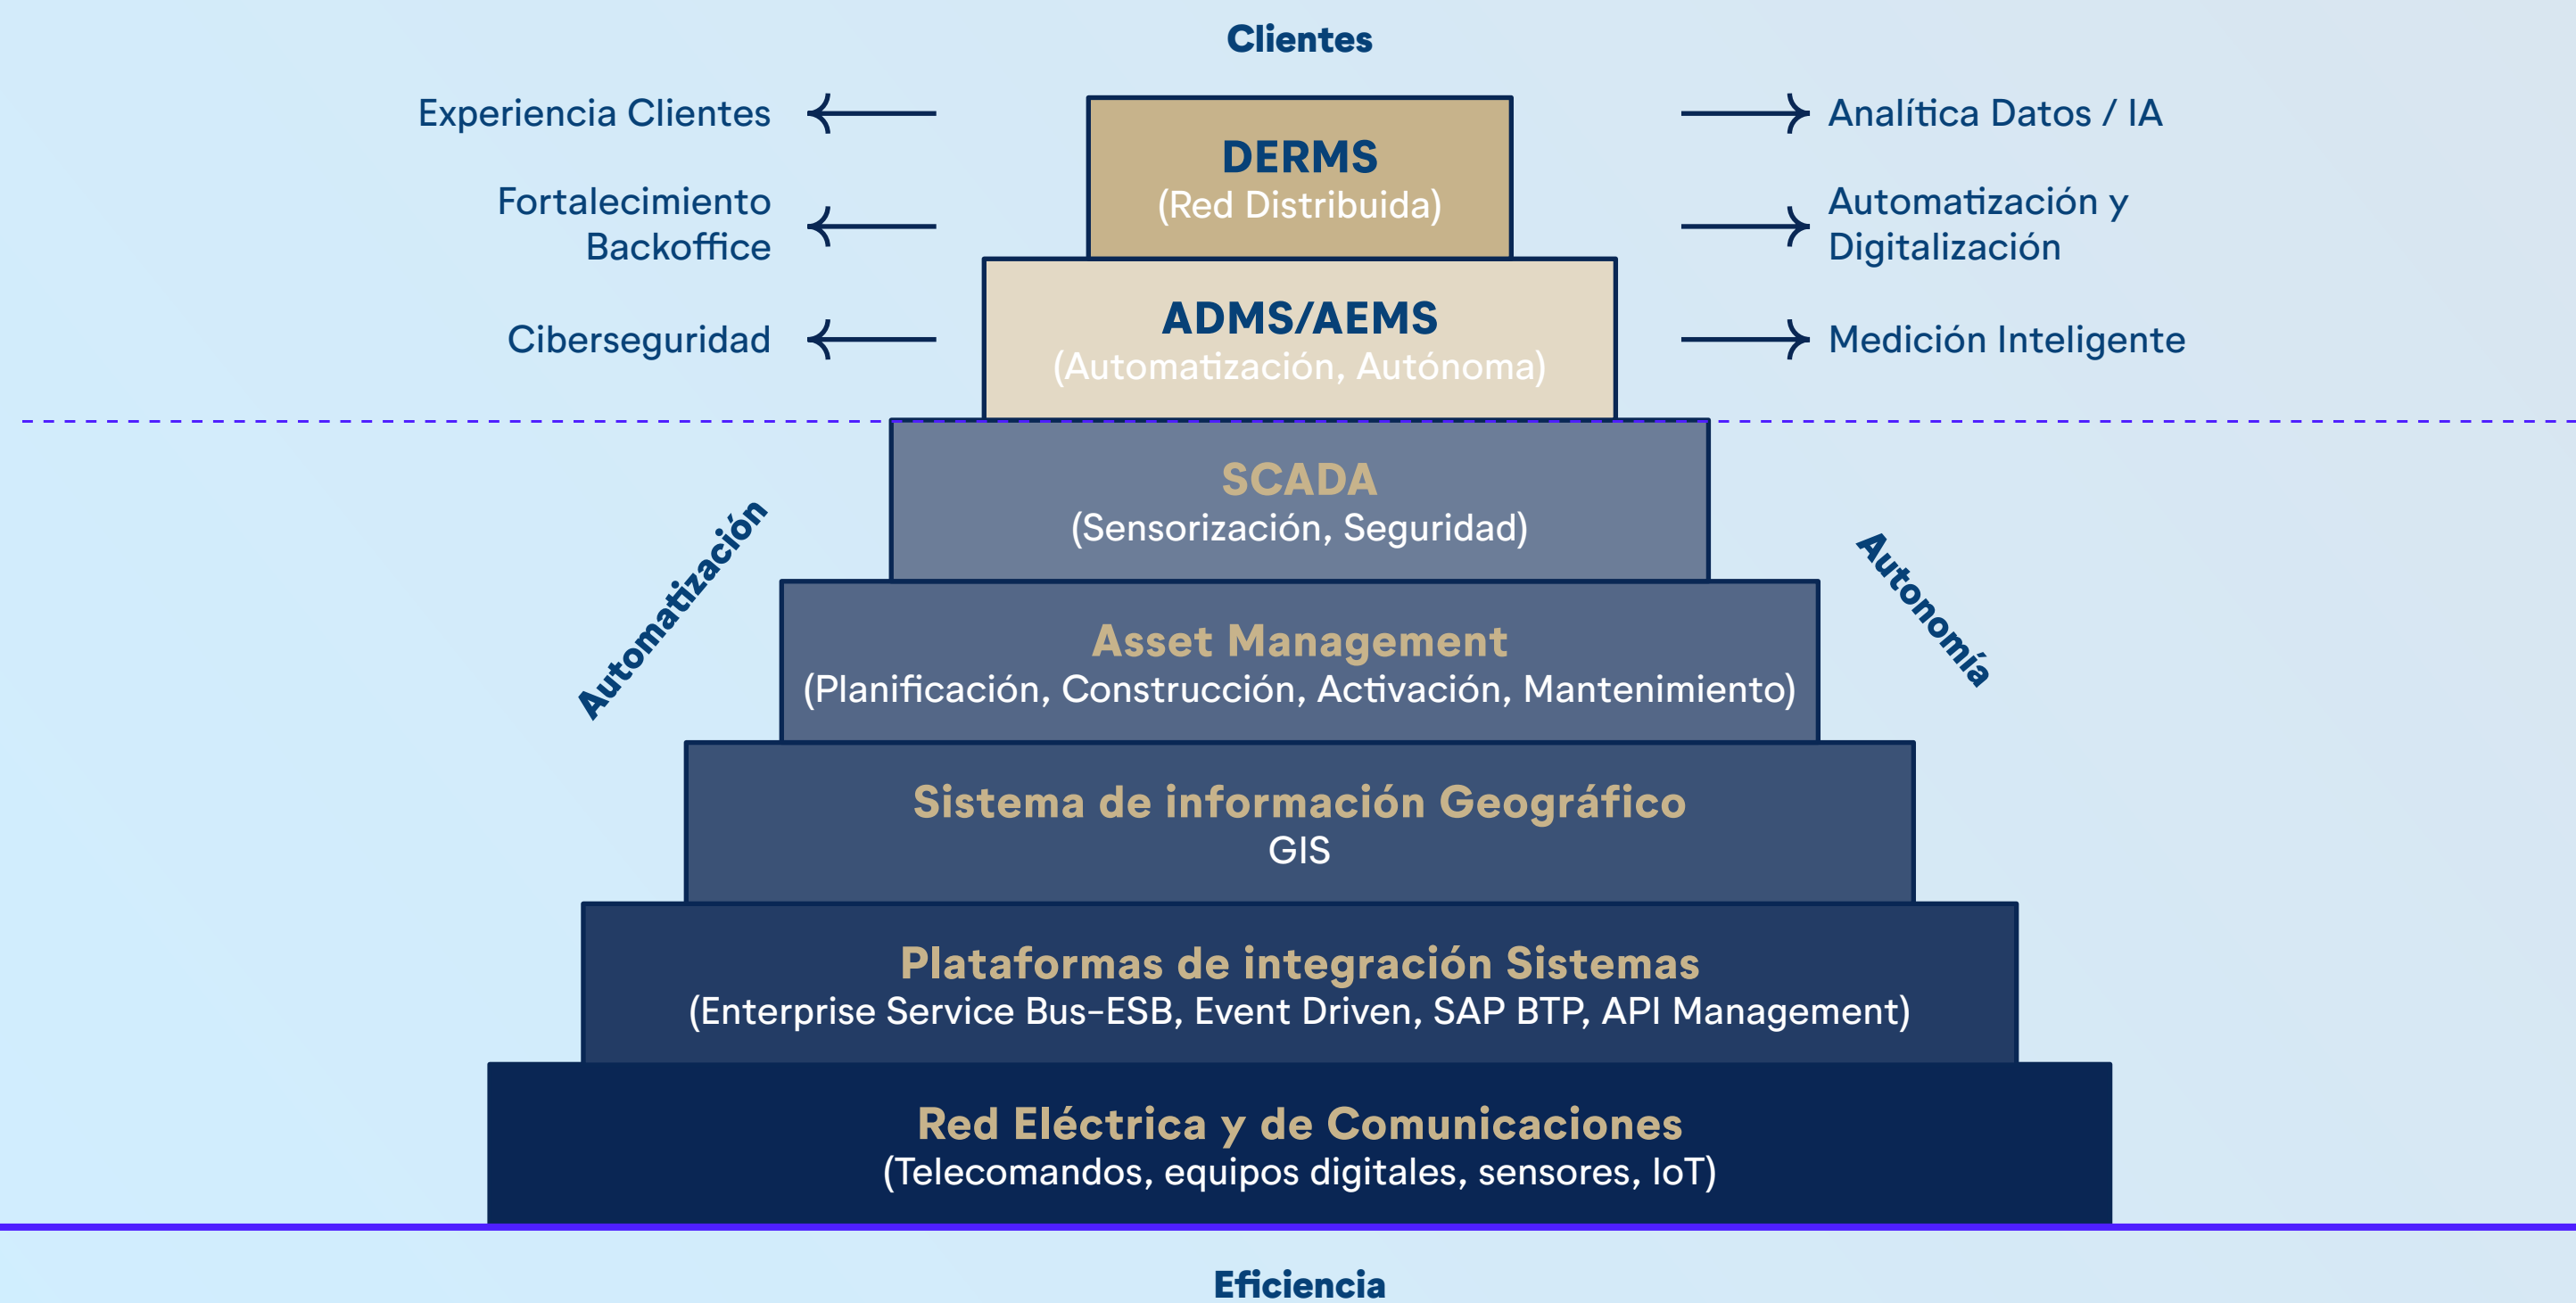 Clientes
Experiencia Clientes
Fortalecimiento
Backoffice
Ciberseguridad
DERMS
(Red Distribuida)
ADMS/AEMS
(Automatización, Autónoma)
Analítica Datos / IA
Automatización y
Digitalización
Medición Inteligente
Automatización
SCADA
(Sensorización, Seguridad)
Autonomía
Asset Management
(Planificación, Construcción, Activación, Mantenimiento)
Sistema de información Geográfico
GIS
Plataformas de integración Sistemas
(Enterprise Service Bus-ESB, Event Driven, SAP BTP, API Management)
Red Eléctrica y de Comunicaciones
(Telecomandos, equipos digitales, sensores, IoT)
Eficiencia